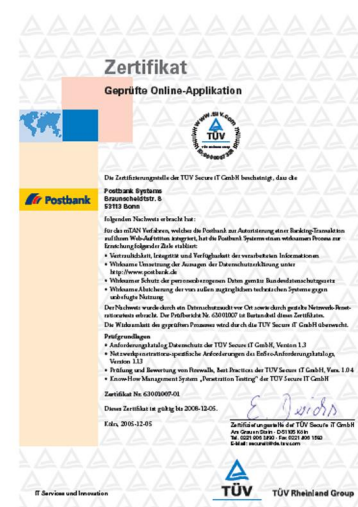 Zertifikat
Geprüfte Online-Applikation
www.tuv.com
TÜV
Die Zertifizierungsstelle der TÜV Secure iT GmbH bescheinigt, dass die
Postbank Systems
53113 Bonn
Postbank
folgenden Nachweis erbracht hat:
Für das mTAN Verfahren, welches die Postbank zur Autorisierung einer Banking-Transaktion
auf ihren Web-Auftritten integriert, hat die Postbank Systems einen wirksamen Prozess zur
Erreichung folgender Ziele etabliert:
• Vertraulichkeit, Integrität und Verfügbarkeit der verarbeiteten Informationen
• Wirksame Umsetzung der Aussagen der Datenschutzerklärung unter
http://www.postbank.de
• Wirksamer Schutz der personenbezogenen Daten gemäß Bundesdatenschutzgesetz
• Wirksame Absicherung der von außen zugänglichen technischen Systeme gegen
unbefugte Nutzung
Der Nachweis wurde durch ein Datenschutzaudit vor Ort sowie durch gezielte Netzwerk-Penet-
rationstests erbracht. Der Prüfbericht Nr. 63001007 ist Bestandteil dieses Zertifikates.
Die Wirksamkeit des geprüften Prozesses wird durch die TÜV Secure iT GmbH überwacht.
Prüfgrundlagen
• Anforderungskatalog Datenschutz der TÜV Secure iT GmbH, Version 1.3
• Netzwerkpenetrations-spezifische Anforderungen des Anforderungskatalogs,
Version 1.13
• Prüfung und Bewertung von Firewalls, Best Practices der TÜV Secure iT GmbH, Vers. 1.04
• Know-How Management System „Penetration Testing“ der TÜV Secure iT GmbH
Zertifikat Nr. 63001007-01
Dieses Zertifikat ist gültig bis 2008-12-05.
Köln, 2005-12-05
Zertifizierungsstelle der TÜV Secure iT GmbH
Am Grauen Stein - D-51105 Köln
IT Services und Innovation
TÜV
TÜV Rheinland Group